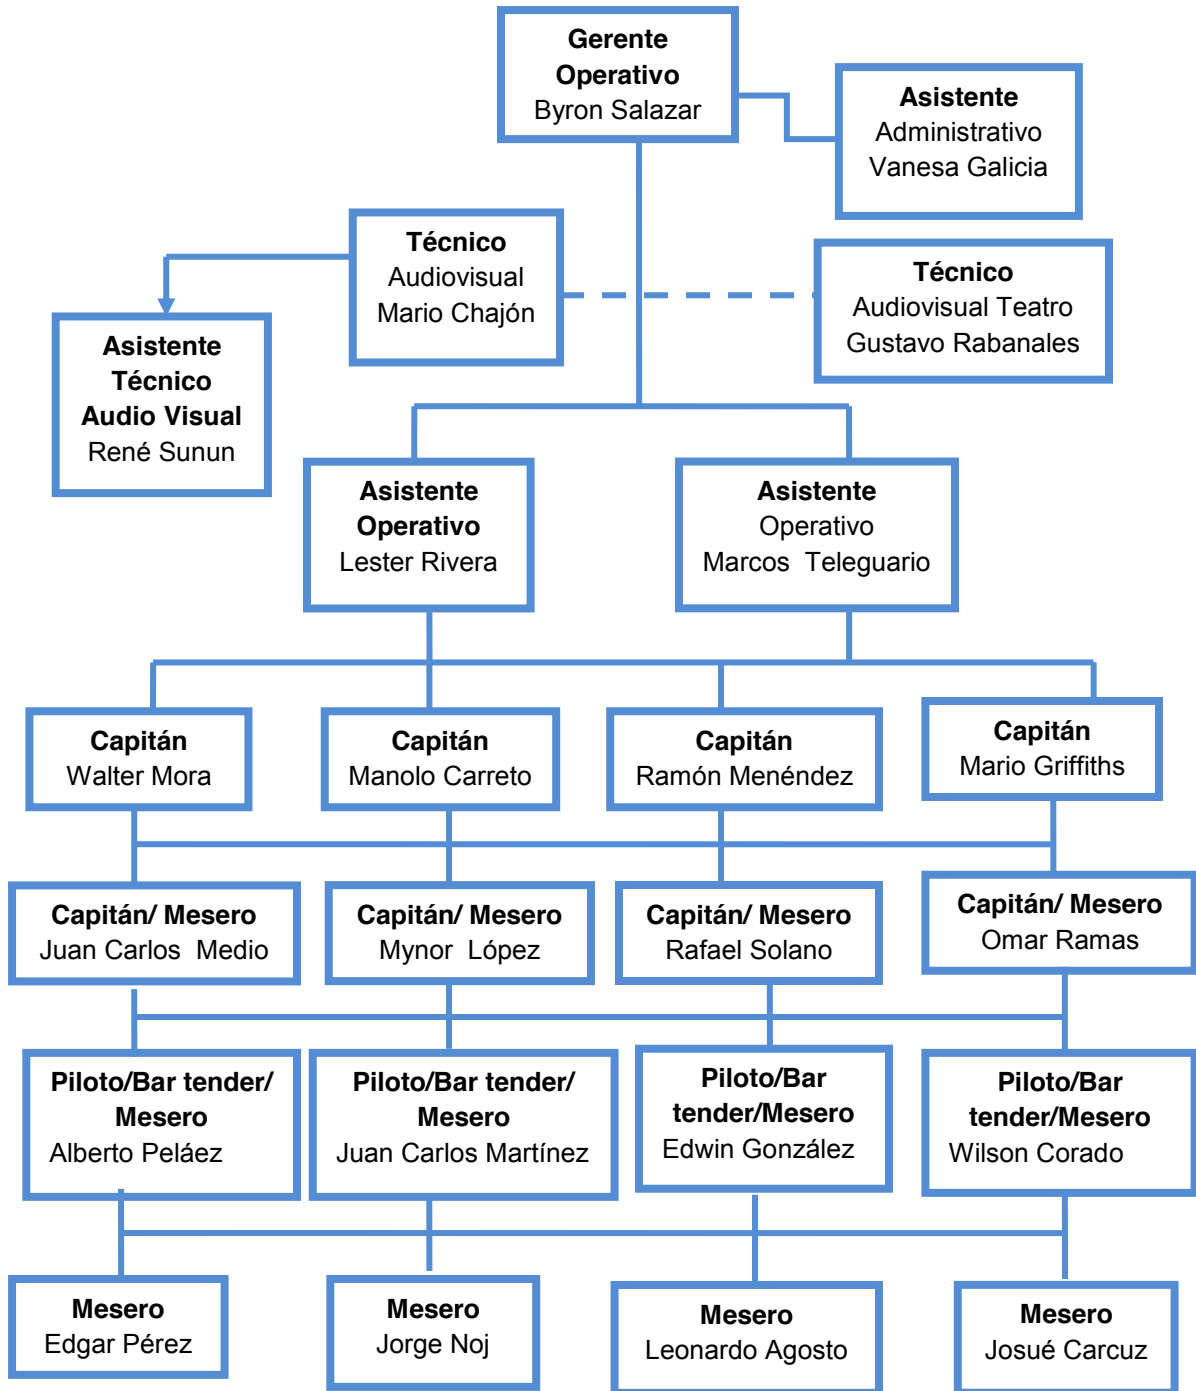 Gerente
Operativo
Byron Salazar
Asistente
Administrativo
Vanesa Galicia
Técnico
Audiovisual
Mario Chajón
Técnico
Audiovisual Teatro
Gustavo Rabanales
Asistente
Técnico
Audio Visual
René Sunun
Asistente
Operativo
Lester Rivera
Asistente
Operativo
Marcos Teleguario
Capitán
Walter Mora
Capitán
Manolo Carreto
Capitán
Ramón Menéndez
Capitán
Mario Griffiths
Capitán/ Mesero
Juan Carlos Medio
Capitán/ Mesero
Mynor López
Capitán/ Mesero
Rafael Solano
Capitán/ Mesero
Omar Ramas
Piloto/Bar tender/
Mesero
Alberto Peláez
Piloto/Bar tender/
Mesero
Juan Carlos Martínez
Piloto/Bar
tender/Mesero
Edwin González
Piloto/Bar
tender/Mesero
Wilson Corado
Mesero
Edgar Pérez
Mesero
Jorge Noj
Mesero
Leonardo Agosto
Mesero
Josué Carcuz